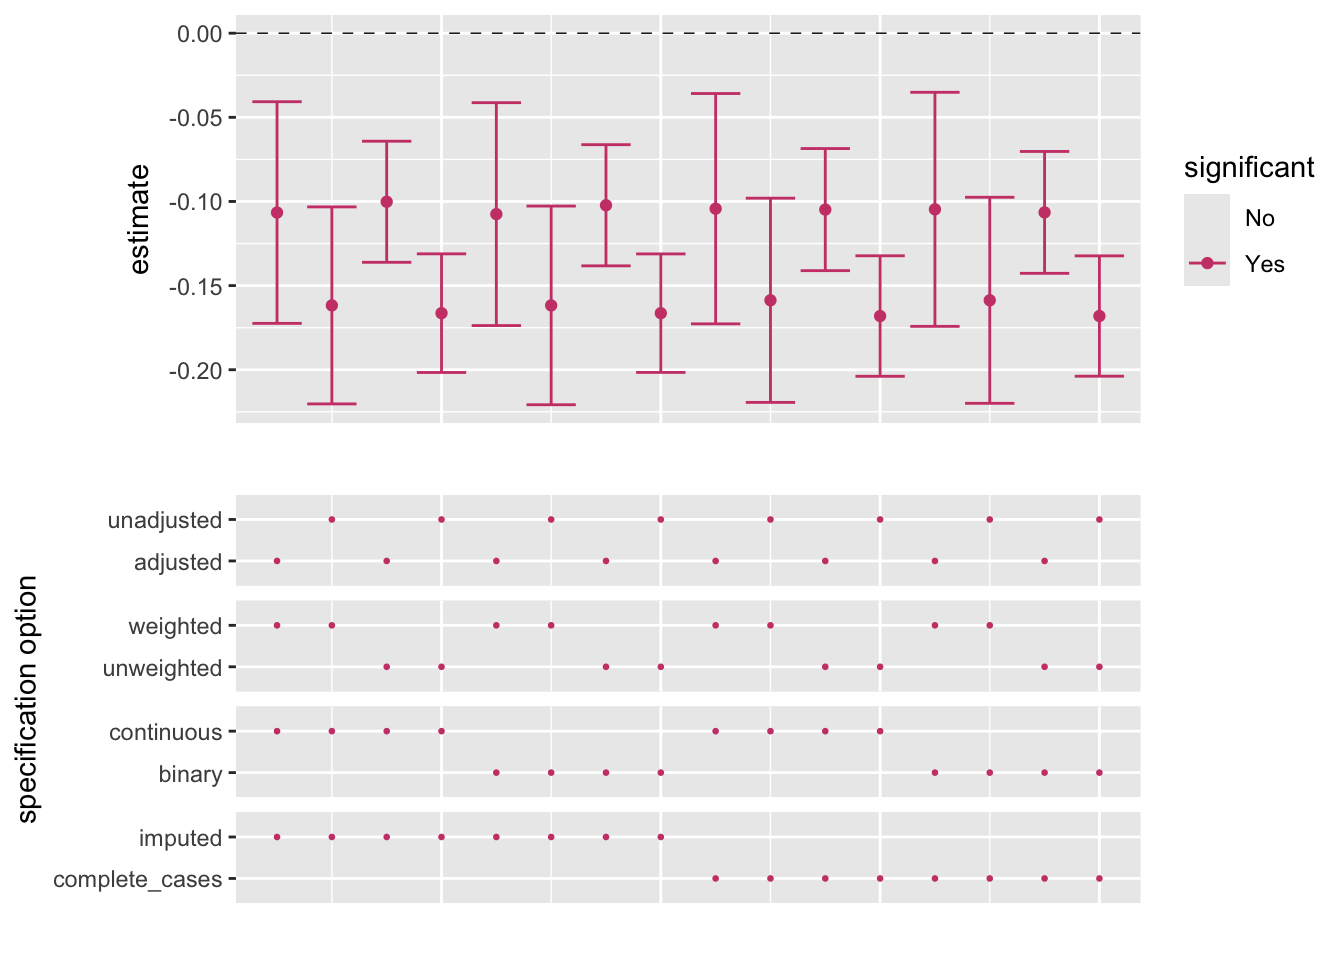 0.00
-0.05
-0.10
-0.15
-0.20
estimate
significant
No
Yes
unadjusted
adjusted
weighted
unweighted
continuous
binary
imputed
complete_cases
specification option